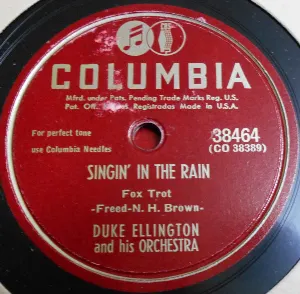 COLUMBIA
Mfrd. under Pats. Pending Trade Marks Reg. U.S.
Pat. Off. Registradas Made in U.S.A.
For perfect tone
use Columbia Needles
38464
(CO 38389)
SINGIN' IN THE RAIN
Fox Trot
-Freed-N. H. Brown-
DUKE ELLINGTON
and his ORCHESTRA